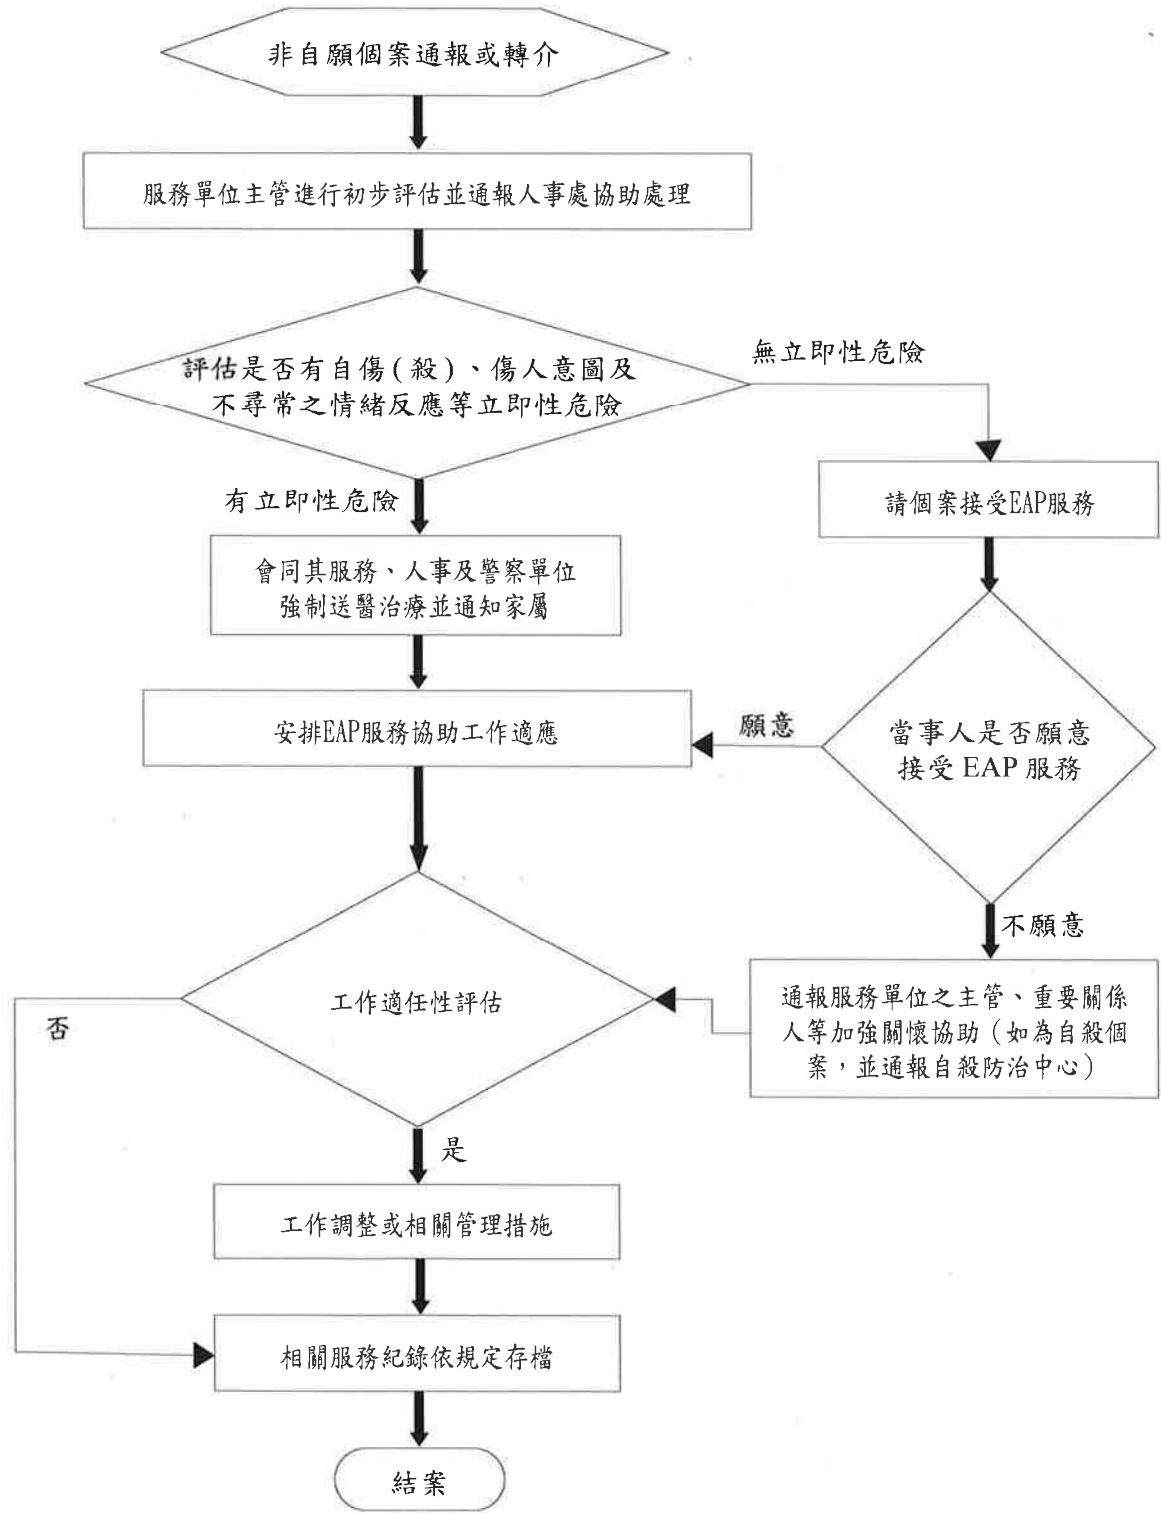 非自願個案通報或轉介
服務單位主管進行初步評估並通報人事處協助處理
評估是否有自傷(殺)、傷人意圖及
不尋常之情緒反應等立即性危險
無立即性危險
有立即性危險
請個案接受EAP服務
會同其服務、人事及警察單位
強制送醫治療並通知家屬
安排EAP服務協助工作適應
願意
當事人是否願意
接受 EAP 服務
不願意
通報服務單位之主管、重要關係
人等加強關懷協助(如為自殺個
案,並通報自殺防治中心)
工作適任性評估
否
是
工作調整或相關管理措施
相關服務紀錄依規定存檔
結案